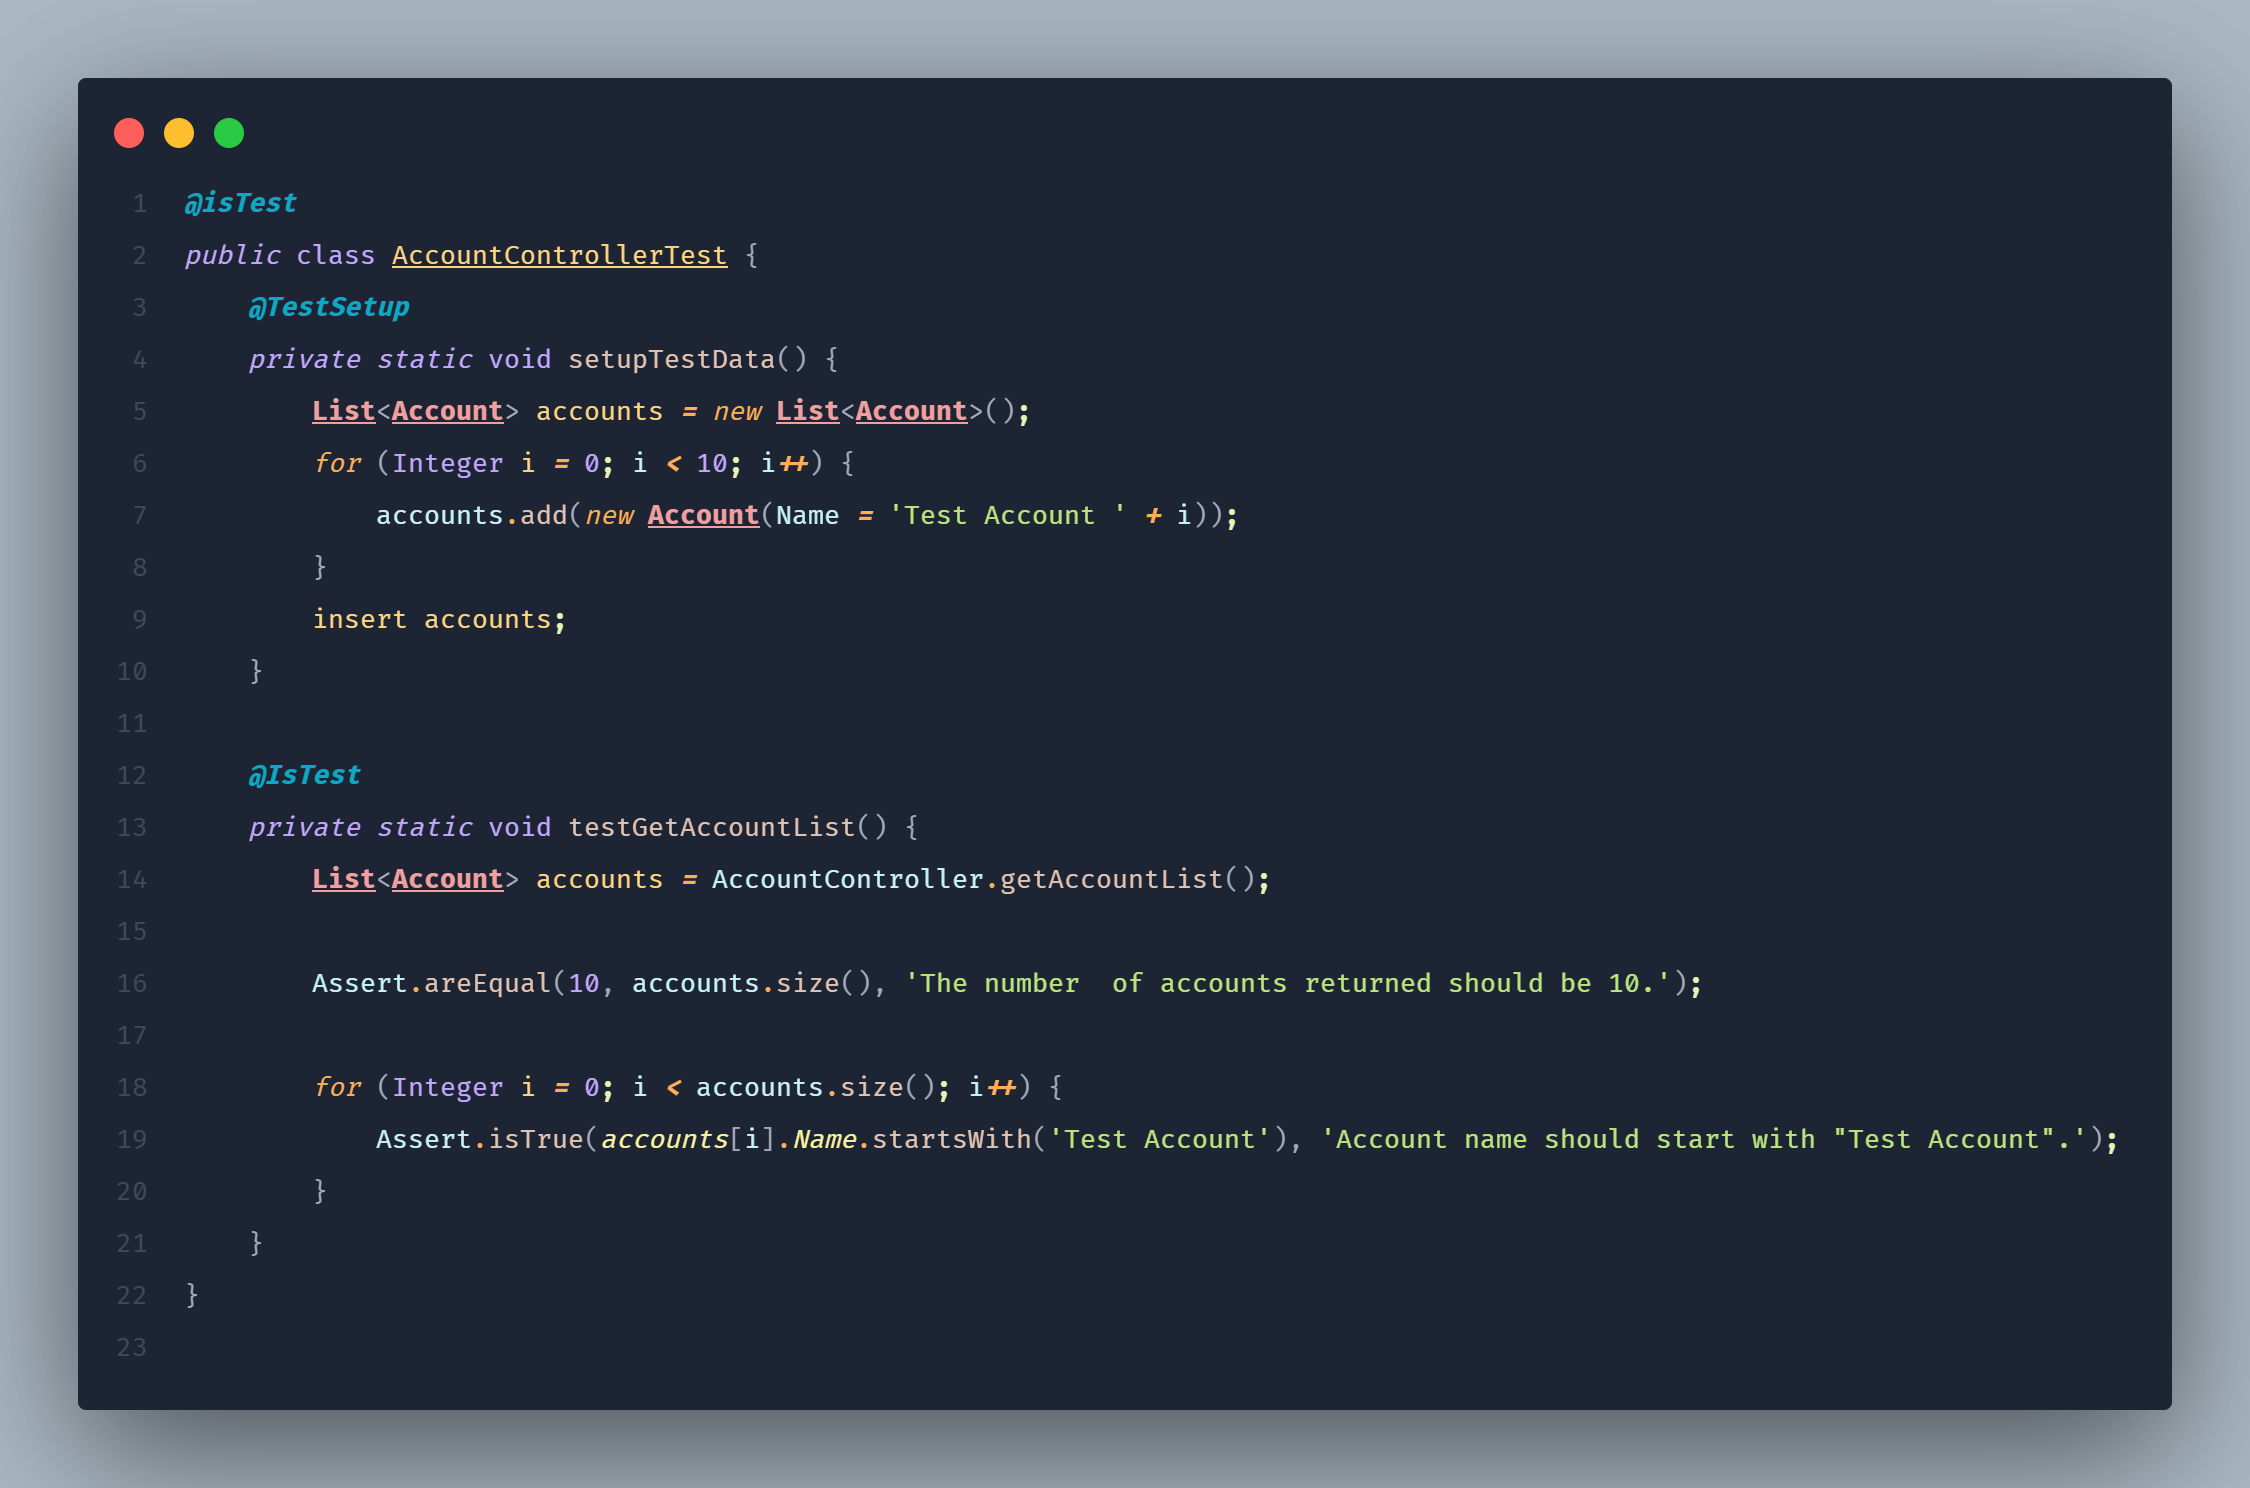 1 @isTest
2 public class AccountControllerTest {
3     @TestSetup
4     private static void setupTestData() {
5         List<Account> accounts = new List<Account>();
6         for (Integer i = 0; i < 10; i++) {
7             accounts.add(new Account(Name = 'Test Account ' + i));
8         }
9         insert accounts;
10     }
11
12     @IsTest
13     private static void testGetAccountList() {
14         List<Account> accounts = AccountController.getAccountList();
15
16         Assert.areEqual(10, accounts.size(), 'The number  of accounts returned should be 10.');
17
18         for (Integer i = 0; i < accounts.size(); i++) {
19             Assert.isTrue(accounts[i].Name.startsWith('Test Account'), 'Account name should start with "Test Account".');
20         }
21     }
22 }
23